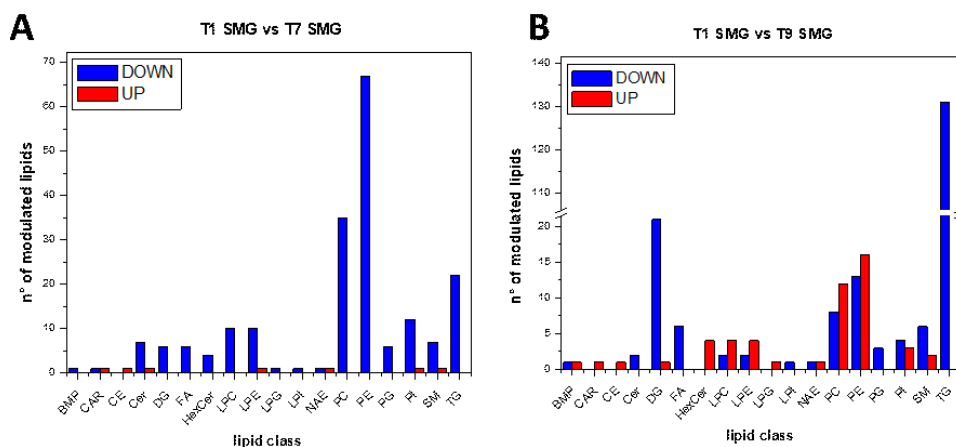 A
T1 SMG vs T7 SMG
DOWN
UP
70
60
50
40
30
20
10
0
n° of modulated lipids
BMP
CAR
CE
Cer
DG
FA
HexCer
LPC
LPE
LPG
LPI
NAE
PC
PE
PG
PI
SM
TG
lipid class
B
T1 SMG vs T9 SMG
DOWN
UP
140
130
120
110
20
15
10
5
0
n° of modulated lipids
BMP
CAR
CE
Cer
DG
FA
HexCer
LPC
LPE
LPG
LPI
NAE
PC
PE
PG
PI
SM
TG
lipid class